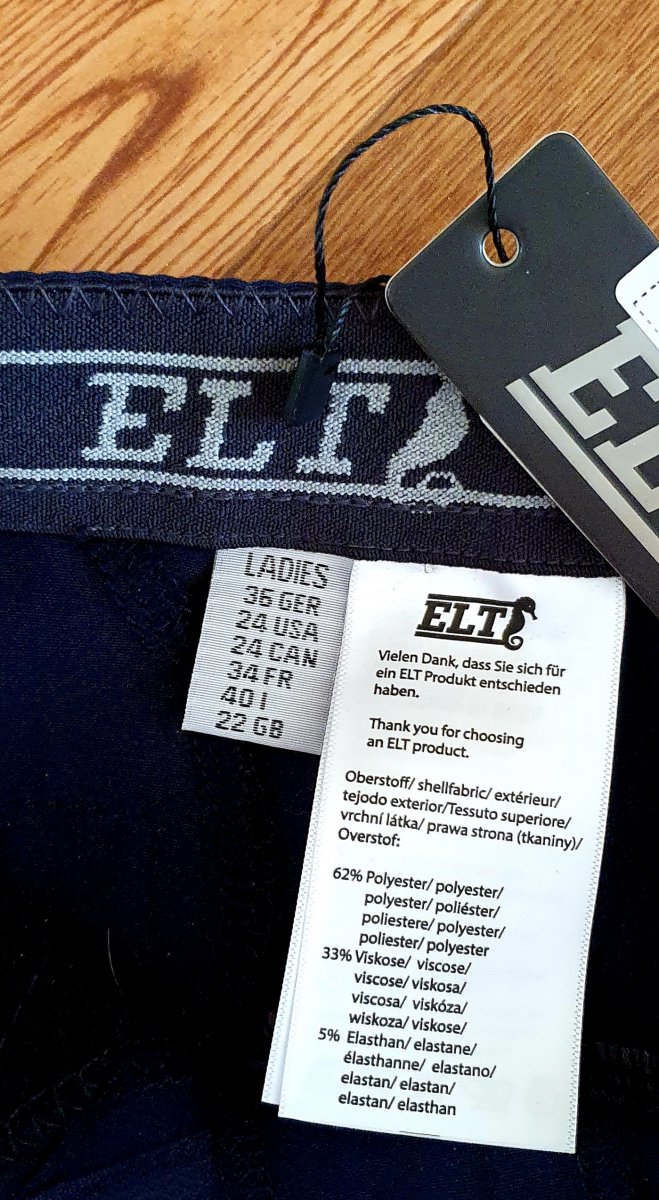 ELT
LADIES
36 GER
24 USA
24 CAN
34 FR
40 I
22 GB
ELT
Vielen Dank, dass Sie sich für
ein ELT Produkt entschieden
haben.
Thank you for choosing
an ELT product.
Oberstoff/ shellfabric/ extérieur/
tejodo exterior/Tessuto superiore/
vrchní látka/ prawa strona (tkaniny)/
Overstof:
62% Polyester/ polyester/
polyester/ poliéster/
poliestere/ polyester/
poliester/ polyester
33% Viskose/ viscose/
viscose/ viskosa/
viscosa/ viskóza/
wiskoza/ viskose/
5% Elasthan/ elastane/
élasthanne/ elastano/
elastan/ elastan/
elastan/ elasthan